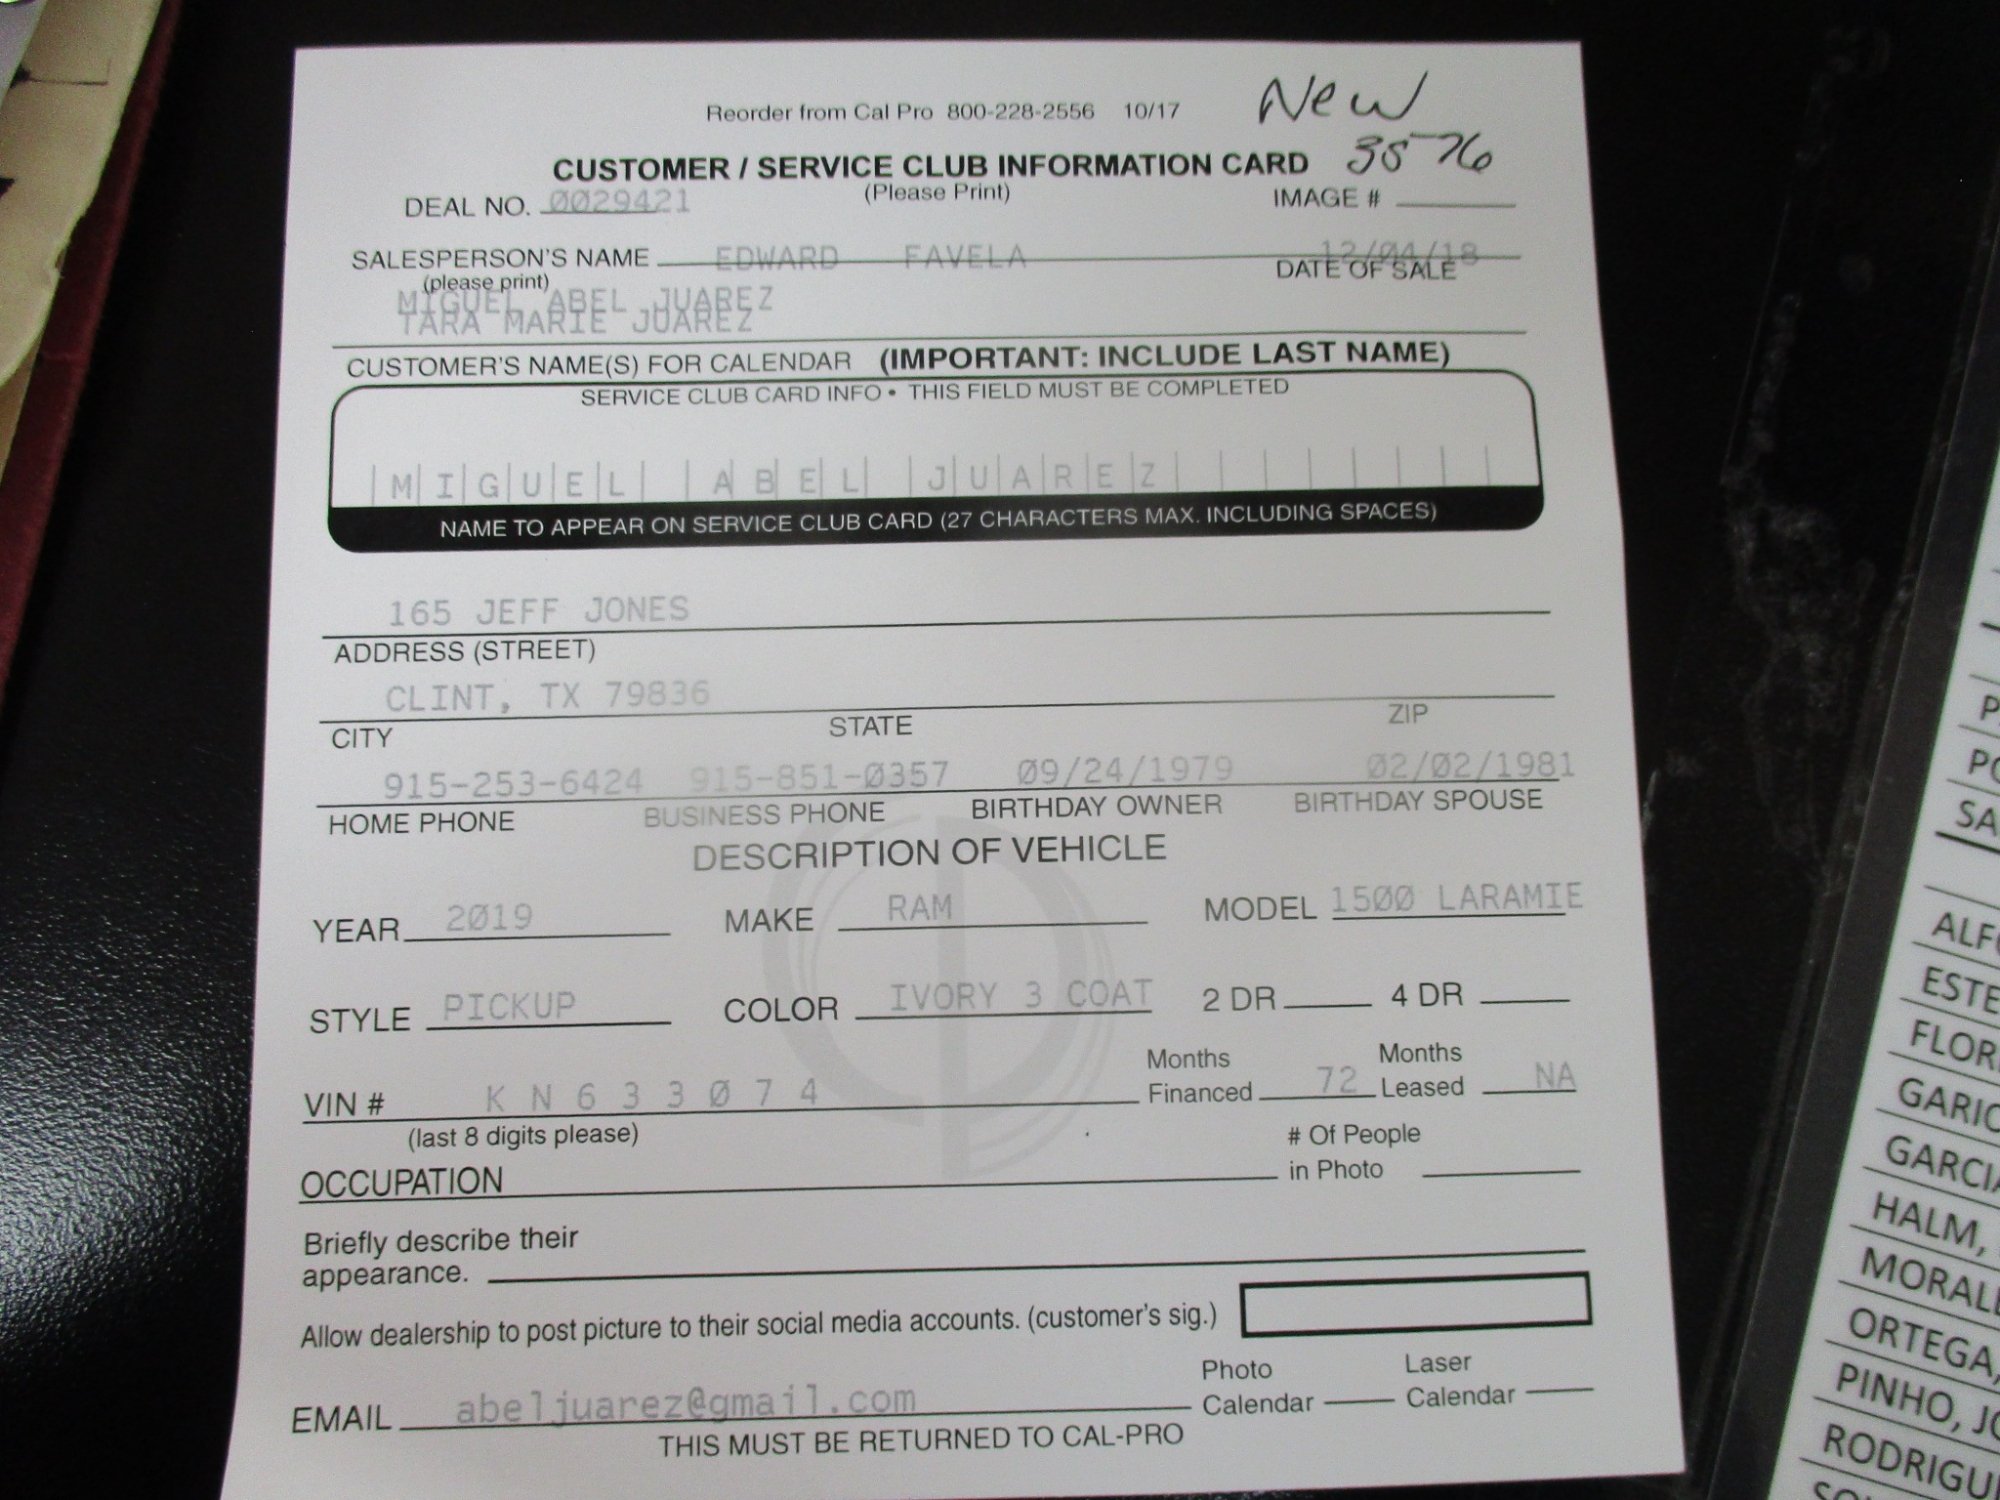 New
Reorder from Cal Pro 800-228-2556 10/17
CUSTOMER / SERVICE CLUB INFORMATION CARD 3576
(Please Print)
DEAL NO. 0029421 IMAGE #
SALESPERSON'S NAME EDWARD FAVELA 12/04/18
(please print) DATE OF SALE
MIGUEL ABEL JUAREZ
TARA MARIE JUAREZ
CUSTOMER'S NAME(S) FOR CALENDAR (IMPORTANT: INCLUDE LAST NAME)
SERVICE CLUB CARD INFO • THIS FIELD MUST BE COMPLETED
MIGUEL ABEL JUAREZ
NAME TO APPEAR ON SERVICE CLUB CARD (27 CHARACTERS MAX. INCLUDING SPACES)
165 JEFF JONES
ADDRESS (STREET)
CLINT, TX 79836
CITY STATE ZIP
915-253-6424 915-851-0357 09/24/1979 02/02/1981
HOME PHONE BUSINESS PHONE BIRTHDAY OWNER BIRTHDAY SPOUSE
DESCRIPTION OF VEHICLE
YEAR 2019 MAKE RAM MODEL 1500 LARAMIE
STYLE PICKUP COLOR IVORY 3 COAT 2 DR 4 DR
Months Months
VIN # K N 6 3 3 0 7 4 Financed 72 Leased NA
(last 8 digits please) # Of People
OCCUPATION in Photo
Briefly describe their
appearance.
Allow dealership to post picture to their social media accounts. (customer's sig.)
Photo Laser
EMAIL abeljuarez@gmail.com Calendar Calendar
THIS MUST BE RETURNED TO CAL-PRO
HALM,
ORTEGA,
PINHO,